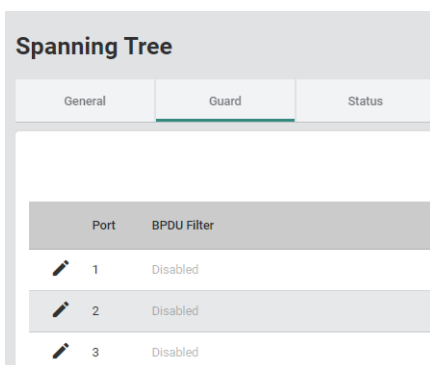 Spanning Tree
General Guard Status
Port BPDU Filter
1 Disabled
2 Disabled
3 Disabled